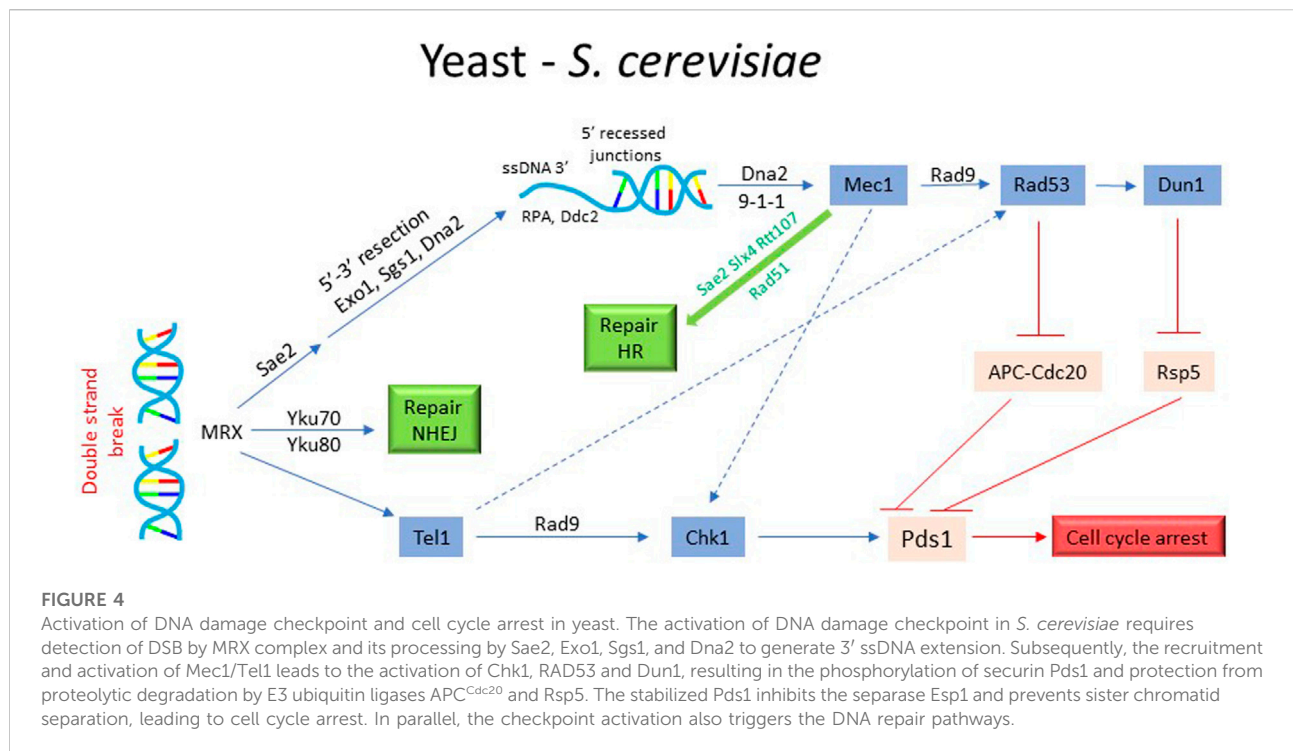 Yeast - S. cerevisiae
5′ recessed
junctions
ssDNA 3′
RPA, Ddc2
Dna2
9-1-1
Mec1
Rad9
Rad53
Dun1
5′-3′ resection
Exo1, Sgs1, Dna2
Sae2 Slx4 Rtt107
Rad51
Sae2
Repair
HR
APC-Cdc20
Rsp5
Double strand
break
MRX
Yku70
Yku80
Repair
NHEJ
Tel1
Rad9
Chk1
Pds1
Cell cycle arrest
FIGURE 4
Activation of DNA damage checkpoint and cell cycle arrest in yeast. The activation of DNA damage checkpoint in S. cerevisiae requires
detection of DSB by MRX complex and its processing by Sae2, Exo1, Sgs1, and Dna2 to generate 3′ ssDNA extension. Subsequently, the recruitment
and activation of Mec1/Tel1 leads to the activation of Chk1, RAD53 and Dun1, resulting in the phosphorylation of securin Pds1 and protection from
proteolytic degradation by E3 ubiquitin ligases APCCdc20 and Rsp5. The stabilized Pds1 inhibits the separase Esp1 and prevents sister chromatid
separation, leading to cell cycle arrest. In parallel, the checkpoint activation also triggers the DNA repair pathways.